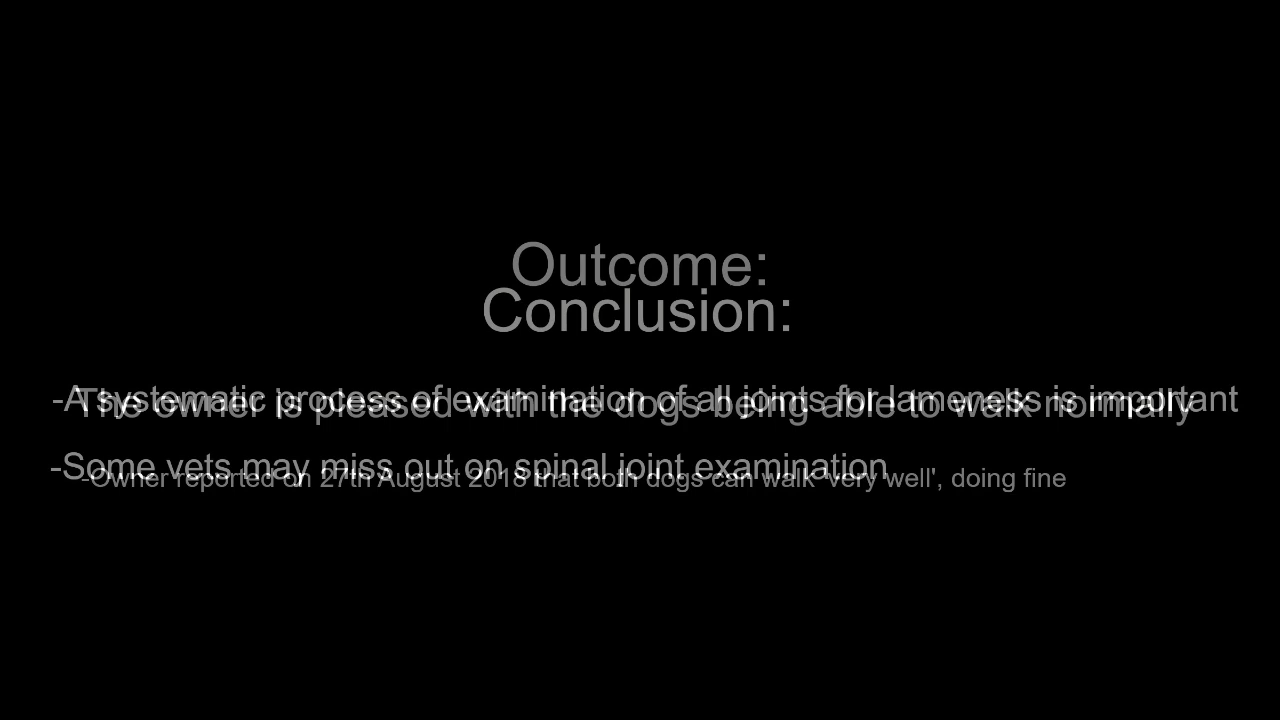 Outcome:
Conclusion:
-A systematic process of examination of all joints for lameness is important
The owner is pleased with the dogs being able to walk normally
-Some vets may miss out on spinal joint examination
-Owner reported on 27th August 2018 that both dogs can walk 'very well', doing fine